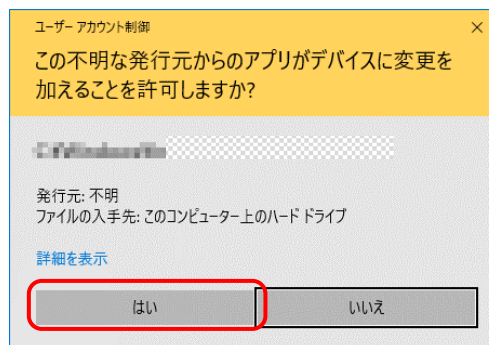 ユーザー アカウント制御
この不明な発行元からのアプリがデバイスに変更を
加えることを許可しますか?
発行元: 不明
ファイルの入手先: このコンピューター上のハード ドライブ
詳細を表示
はい
いいえ